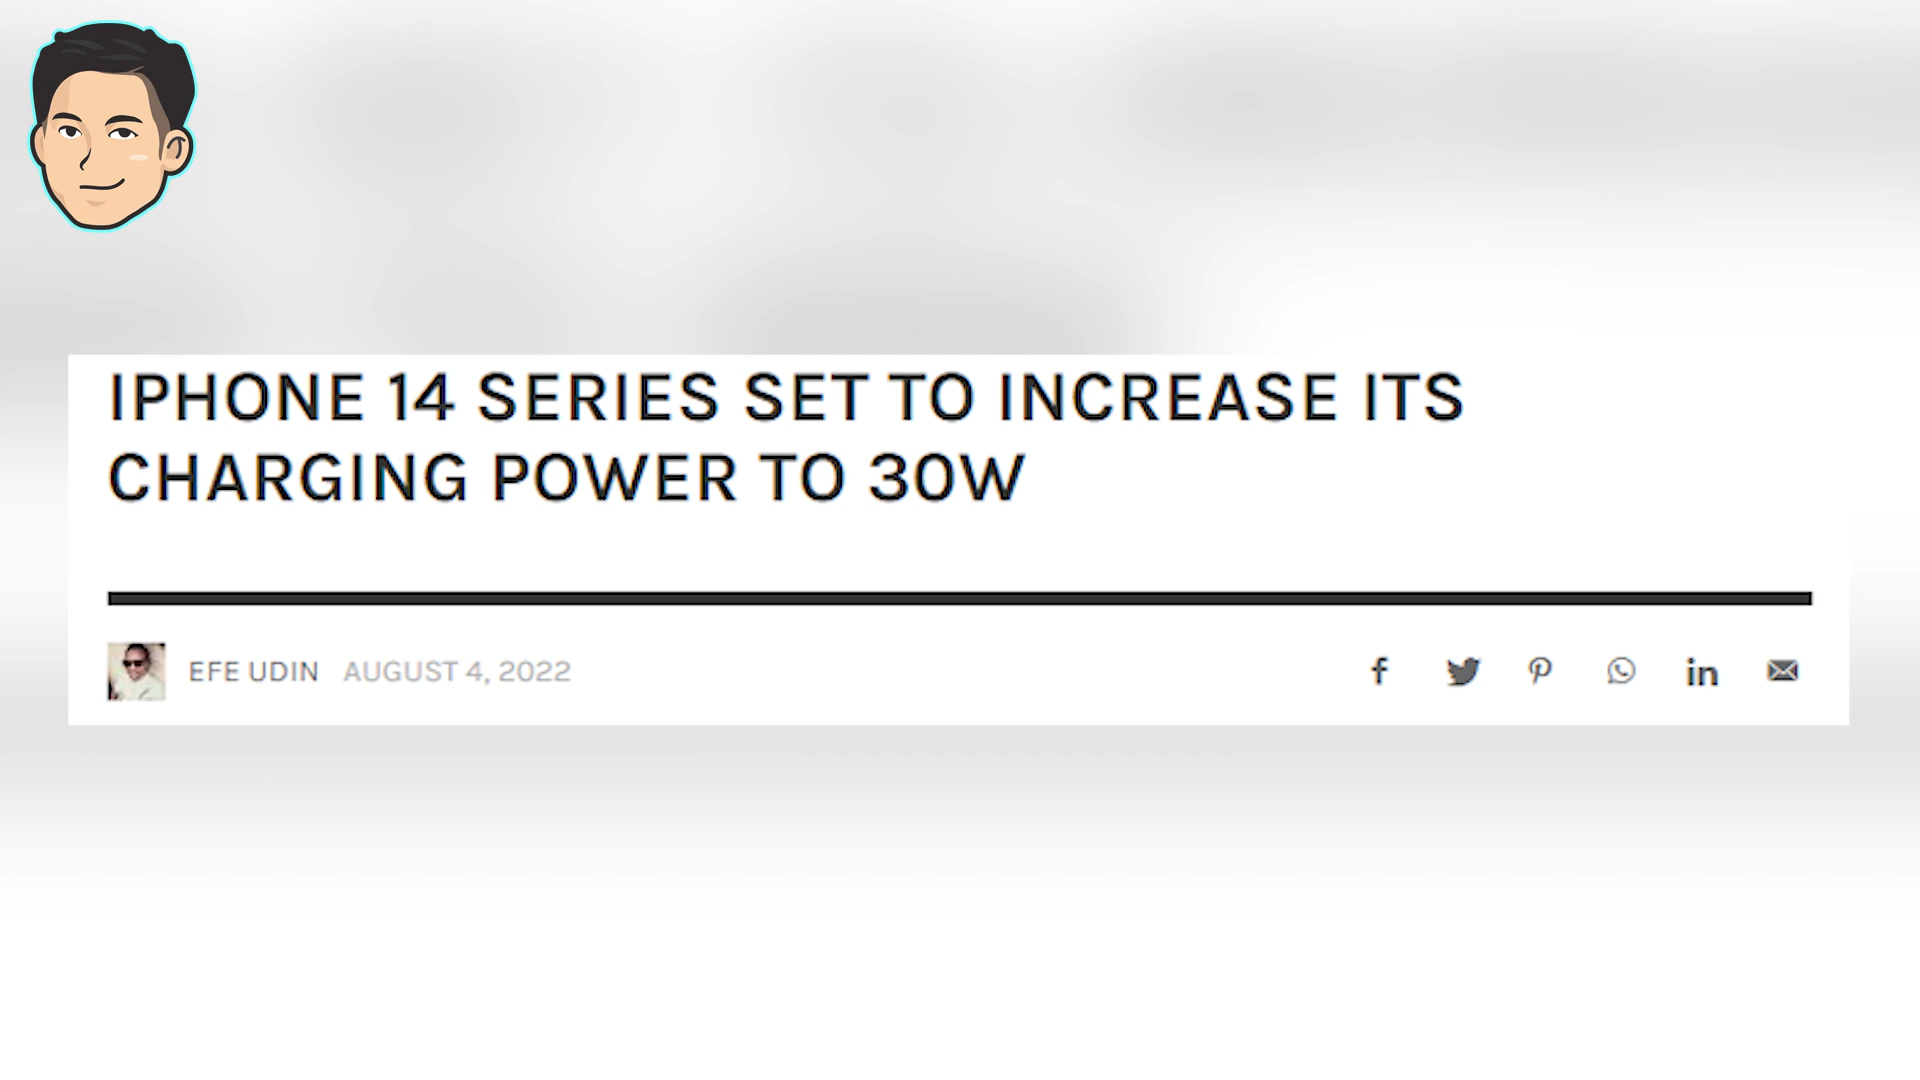 IPHONE 14 SERIES SET TO INCREASE ITS
CHARGING POWER TO 30W
EFE UDIN AUGUST 4, 2022